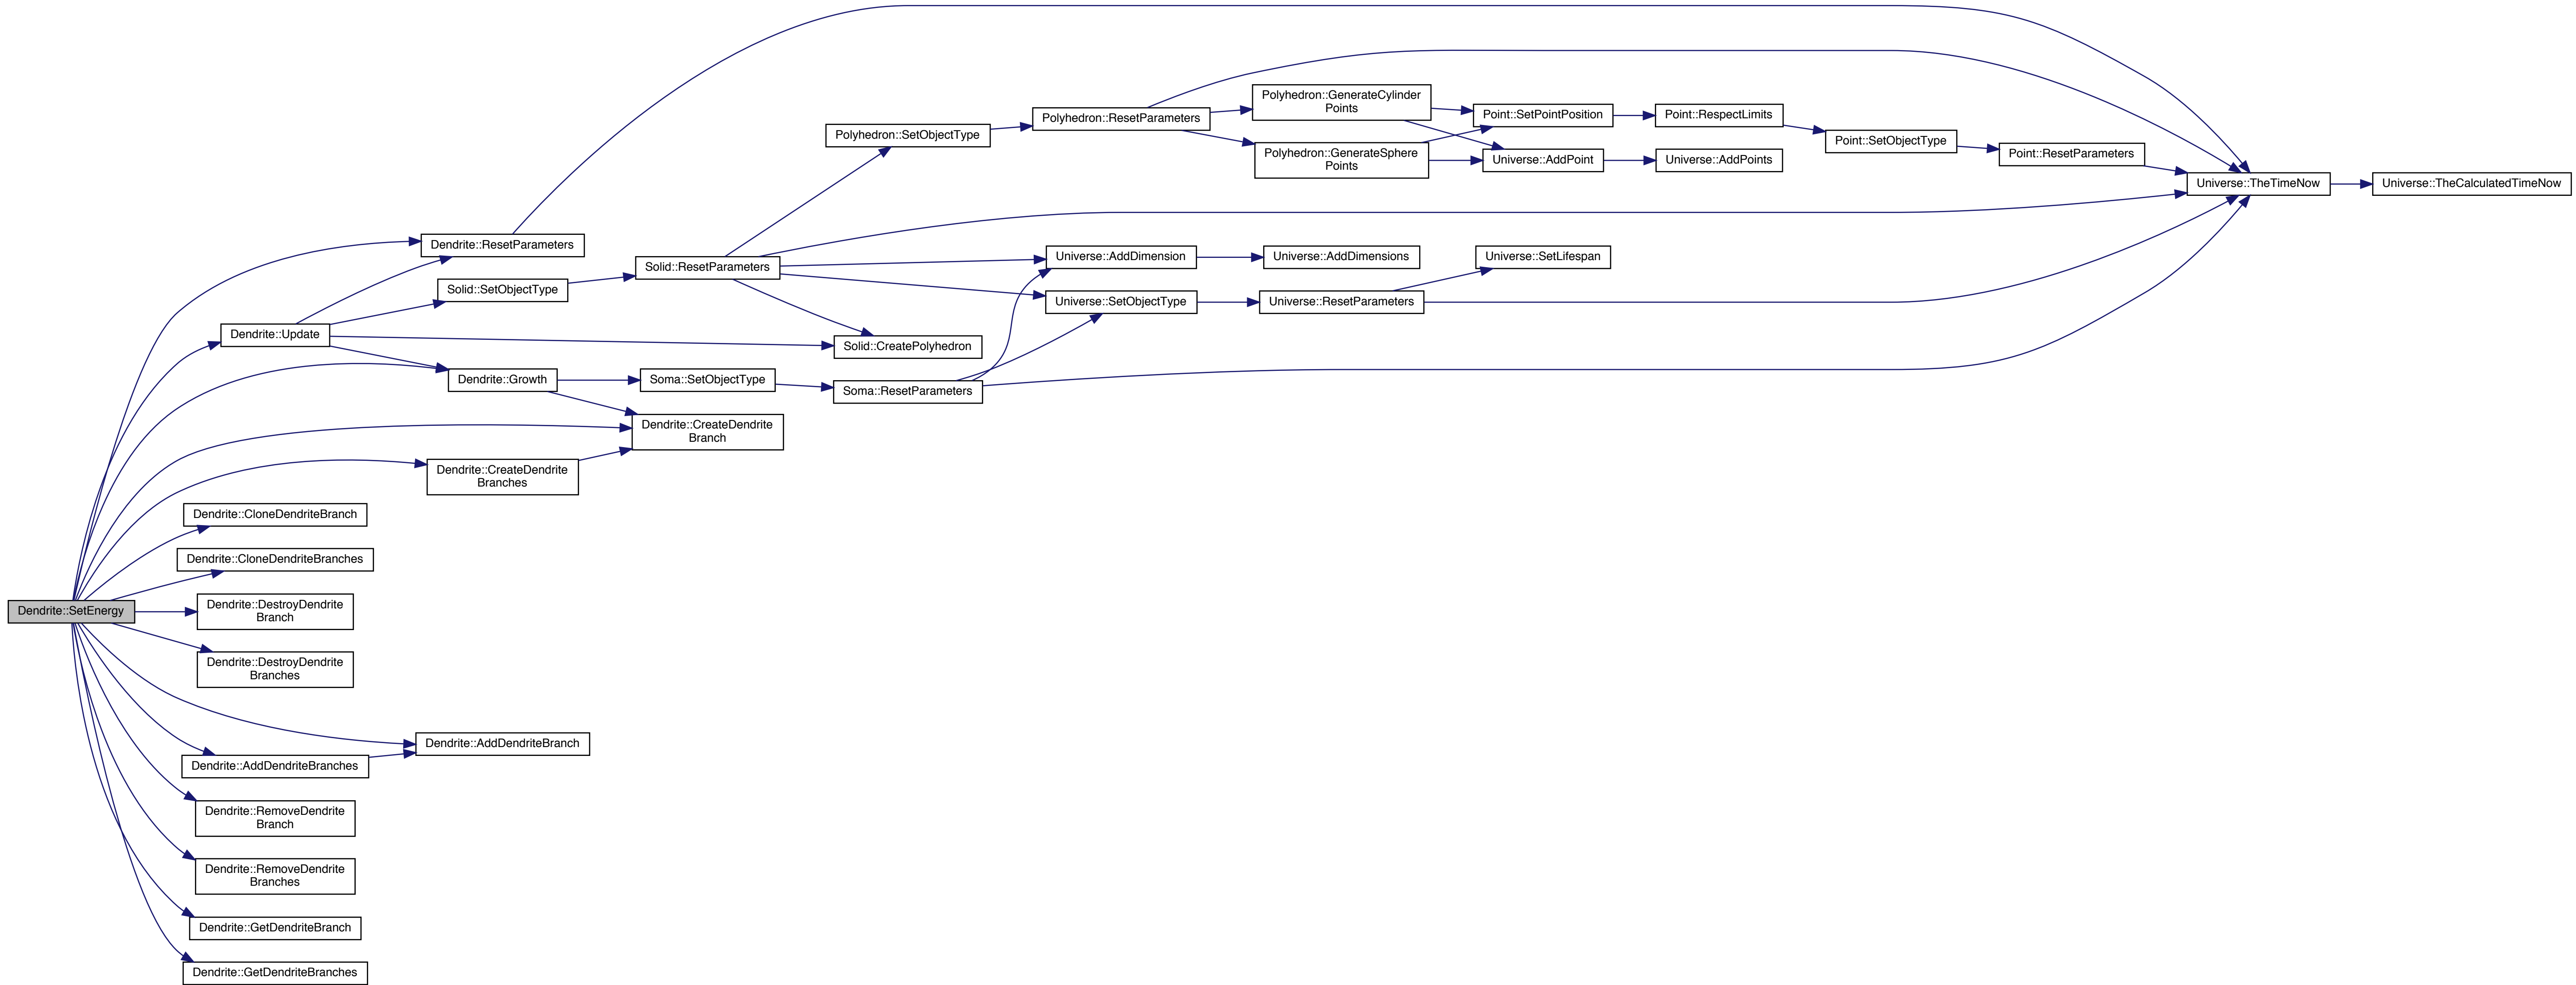 Dendrite::SetEnergy
Dendrite::ResetParameters
Dendrite::Update
Solid::SetObjectType
Dendrite::Growth
Dendrite::CreateDendrite
Branches
Dendrite::CloneDendriteBranch
Dendrite::CloneDendriteBranches
Dendrite::DestroyDendrite
Branch
Dendrite::DestroyDendrite
Branches
Dendrite::AddDendriteBranch
Dendrite::AddDendriteBranches
Dendrite::RemoveDendrite
Branch
Dendrite::RemoveDendrite
Branches
Dendrite::GetDendriteBranch
Dendrite::GetDendriteBranches
Solid::ResetParameters
Soma::SetObjectType
Dendrite::CreateDendrite
Branch
Polyhedron::SetObjectType
Solid::CreatePolyhedron
Soma::ResetParameters
Polyhedron::ResetParameters
Universe::AddDimension
Universe::SetObjectType
Polyhedron::GenerateCylinder
Points
Polyhedron::GenerateSphere
Points
Universe::AddDimensions
Universe::ResetParameters
Point::SetPointPosition
Universe::AddPoint
Universe::SetLifespan
Point::RespectLimits
Universe::AddPoints
Point::SetObjectType
Point::ResetParameters
Universe::TheTimeNow
Universe::TheCalculatedTimeNow